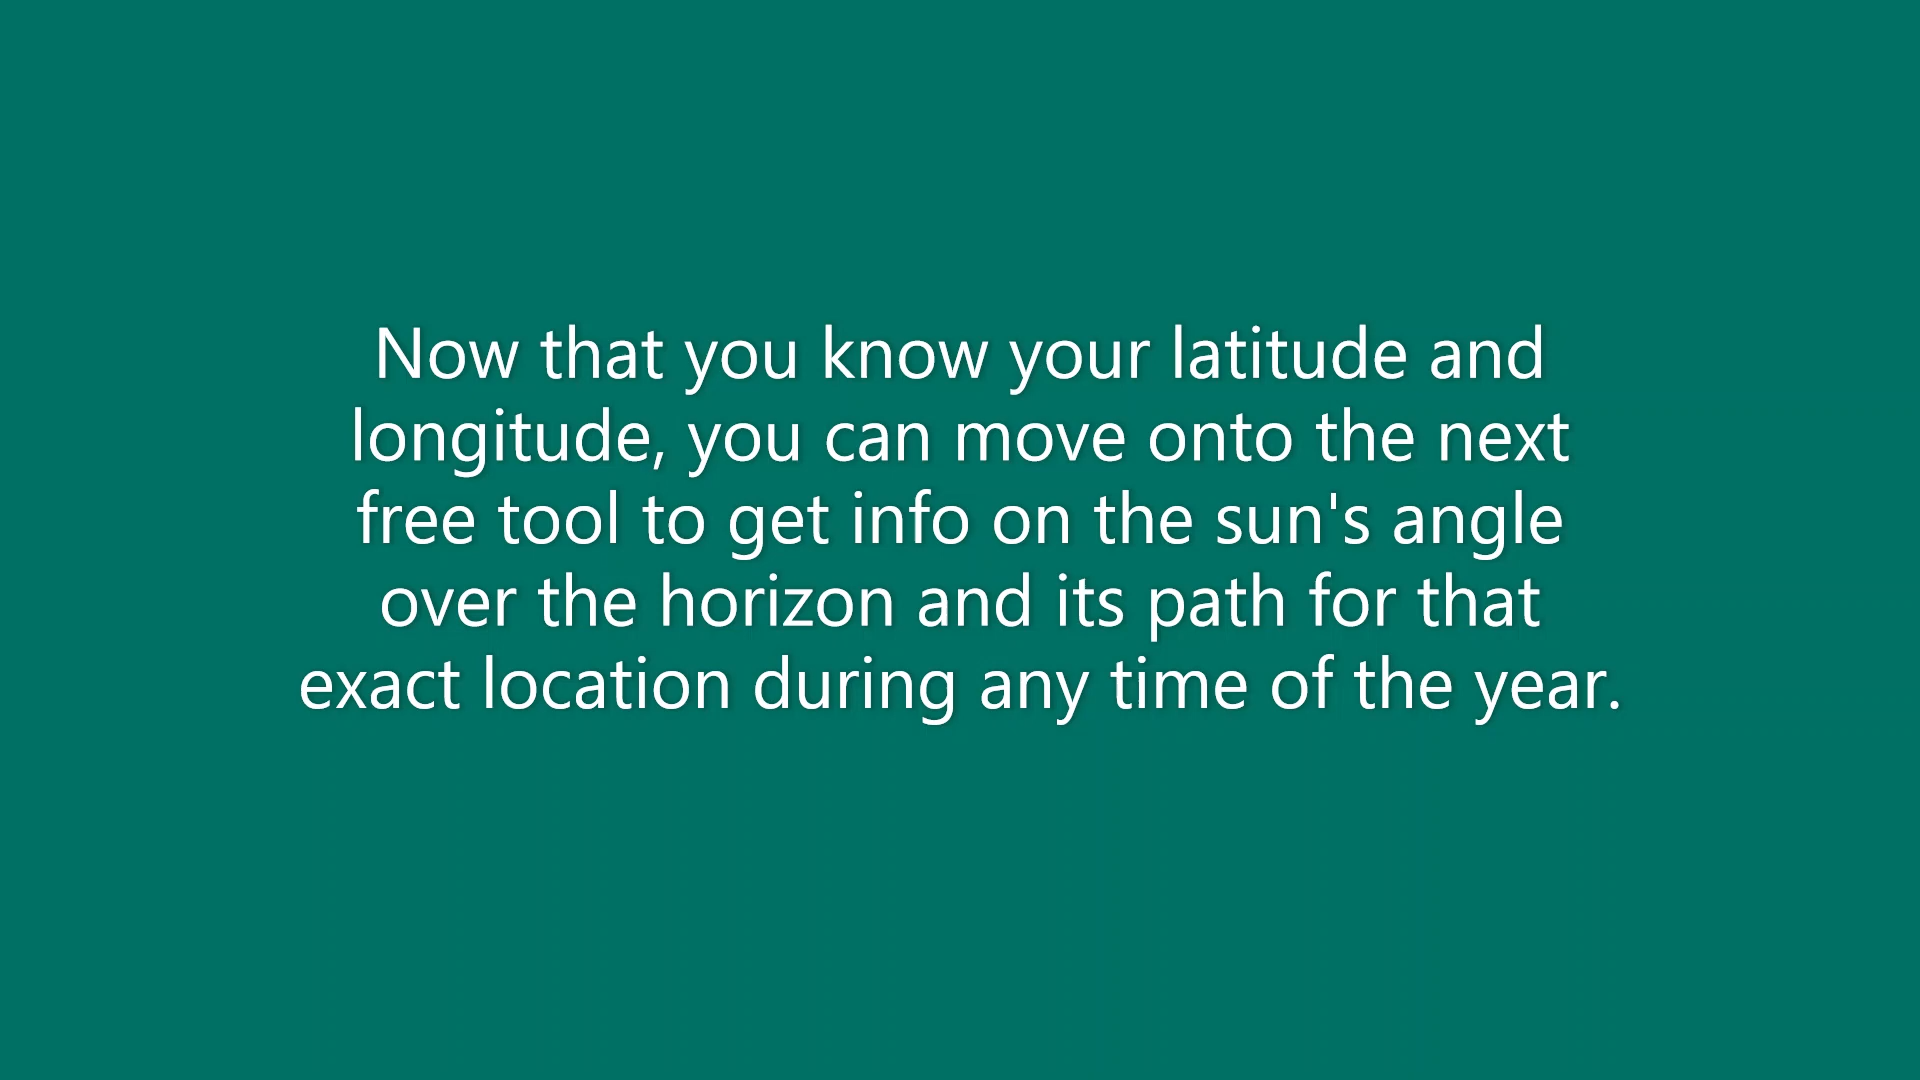 Now that you know your latitude and
longitude, you can move onto the next
free tool to get info on the sun's angle
over the horizon and its path for that
exact location during any time of the year.